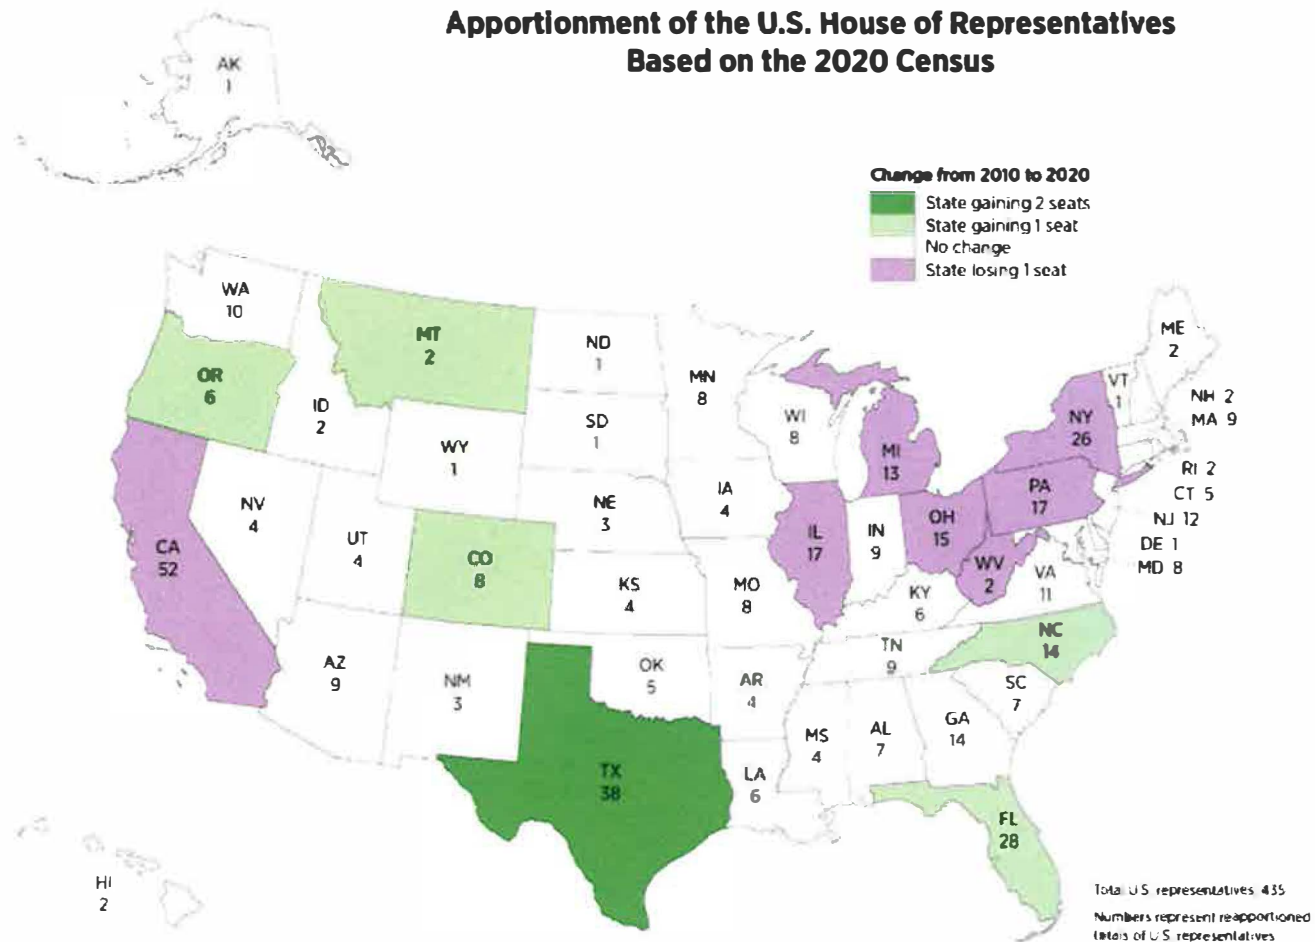 Apportionment of the U.S. House of Representatives
Based on the 2020 Census
AK
1
Change from 2010 to 2020
State gaining 2 seats
State gaining 1 seat
No change
State losing 1 seat
WA
10
MT
2
ND
1
MN
8
ME
2
VT
1
NH 2
MA 9
OR
6
ID
2
SD
1
WI
8
NY
26
WY
1
MI
13
RI 2
CT 5
NJ 12
DE 1
MD 8
NV
4
NE
3
IA
4
PA
17
UT
4
CA
52
CO
8
IL
17
IN
9
OH
15
WV
2
VA
11
KS
4
MO
8
KY
6
NC
14
TN
9
AZ
9
NM
3
OK
5
AR
4
SC
7
MS
4
AL
7
GA
14
TX
38
LA
6
FL
28
HI
2
Total U.S. representatives: 435
Numbers represent reapportioned
totals of U.S. representatives